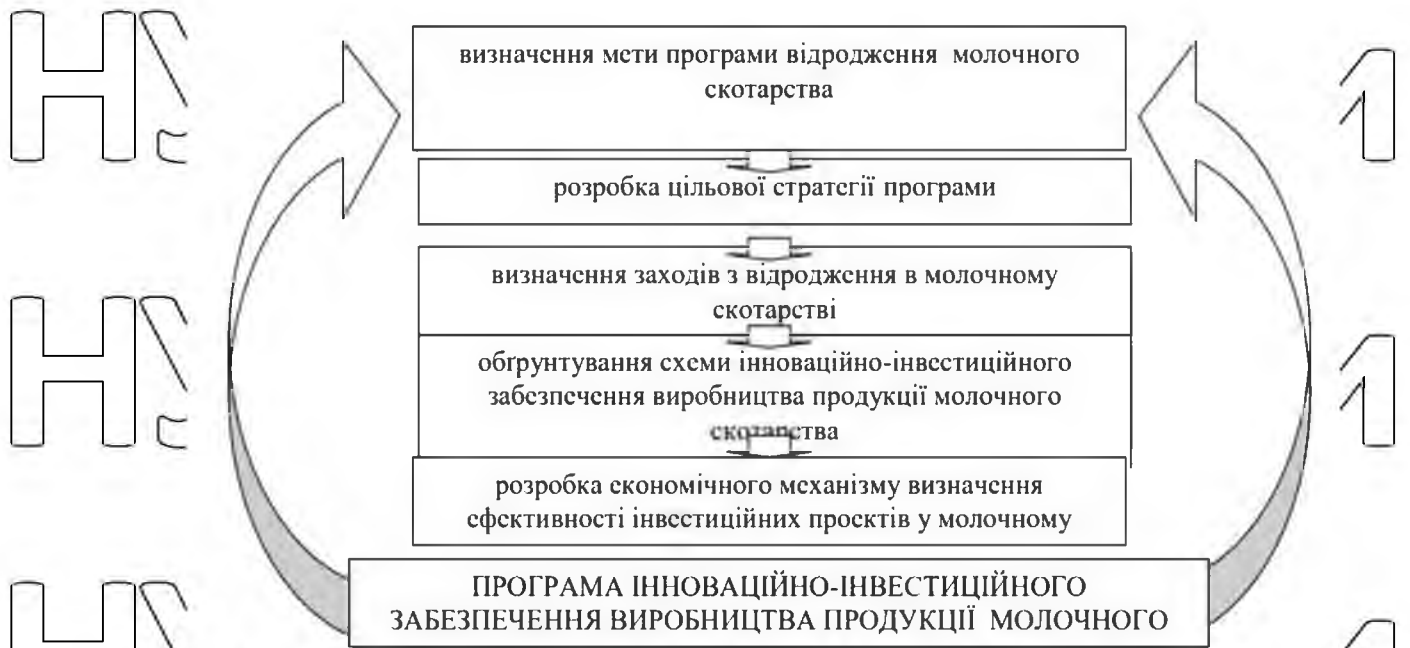 визначення мети програми відродження молочного
скотарства
розробка цільової стратегії програми
визначення заходів з відродження в молочному
скотарстві
обґрунтування схеми інноваційно-інвестиційного
забезпечення виробництва продукції молочного
скотарства
розробка економічного механізму визначення
ефективності інвестиційних проєктів у молочному
ПРОГРАМА ІННОВАЦІЙНО-ІНВЕСТИЦІЙНОГО
ЗАБЕЗПЕЧЕННЯ ВИРОБНИЦТВА ПРОДУКЦІЇ МОЛОЧНОГО